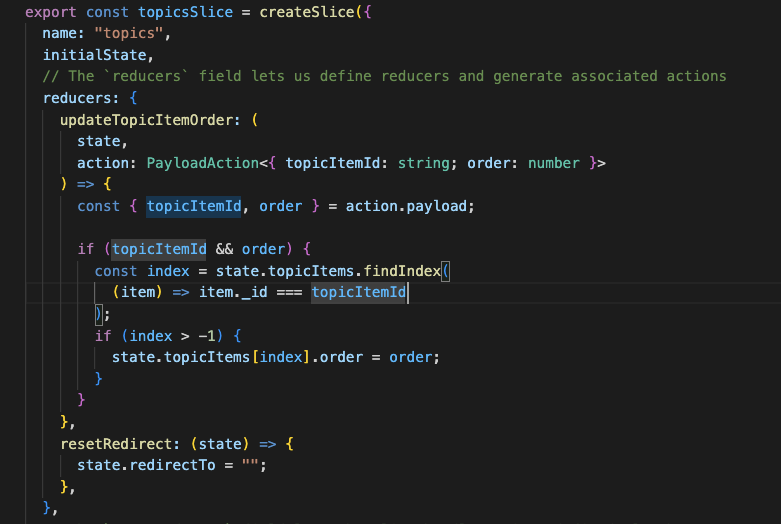 export const topicsSlice = createSlice({
  name: "topics",
  initialState,
  // The `reducers` field lets us define reducers and generate associated actions
  reducers: {
    updateTopicItemOrder: (
      state,
      action: PayloadAction<{ topicItemId: string; order: number }>
    ) => {
      const { topicItemId, order } = action.payload;

      if (topicItemId && order) {
        const index = state.topicItems.findIndex(
          (item) => item._id === topicItemId
        );
        if (index > -1) {
          state.topicItems[index].order = order;
        }
      }
    },
    resetRedirect: (state) => {
      state.redirectTo = "";
    },
  },